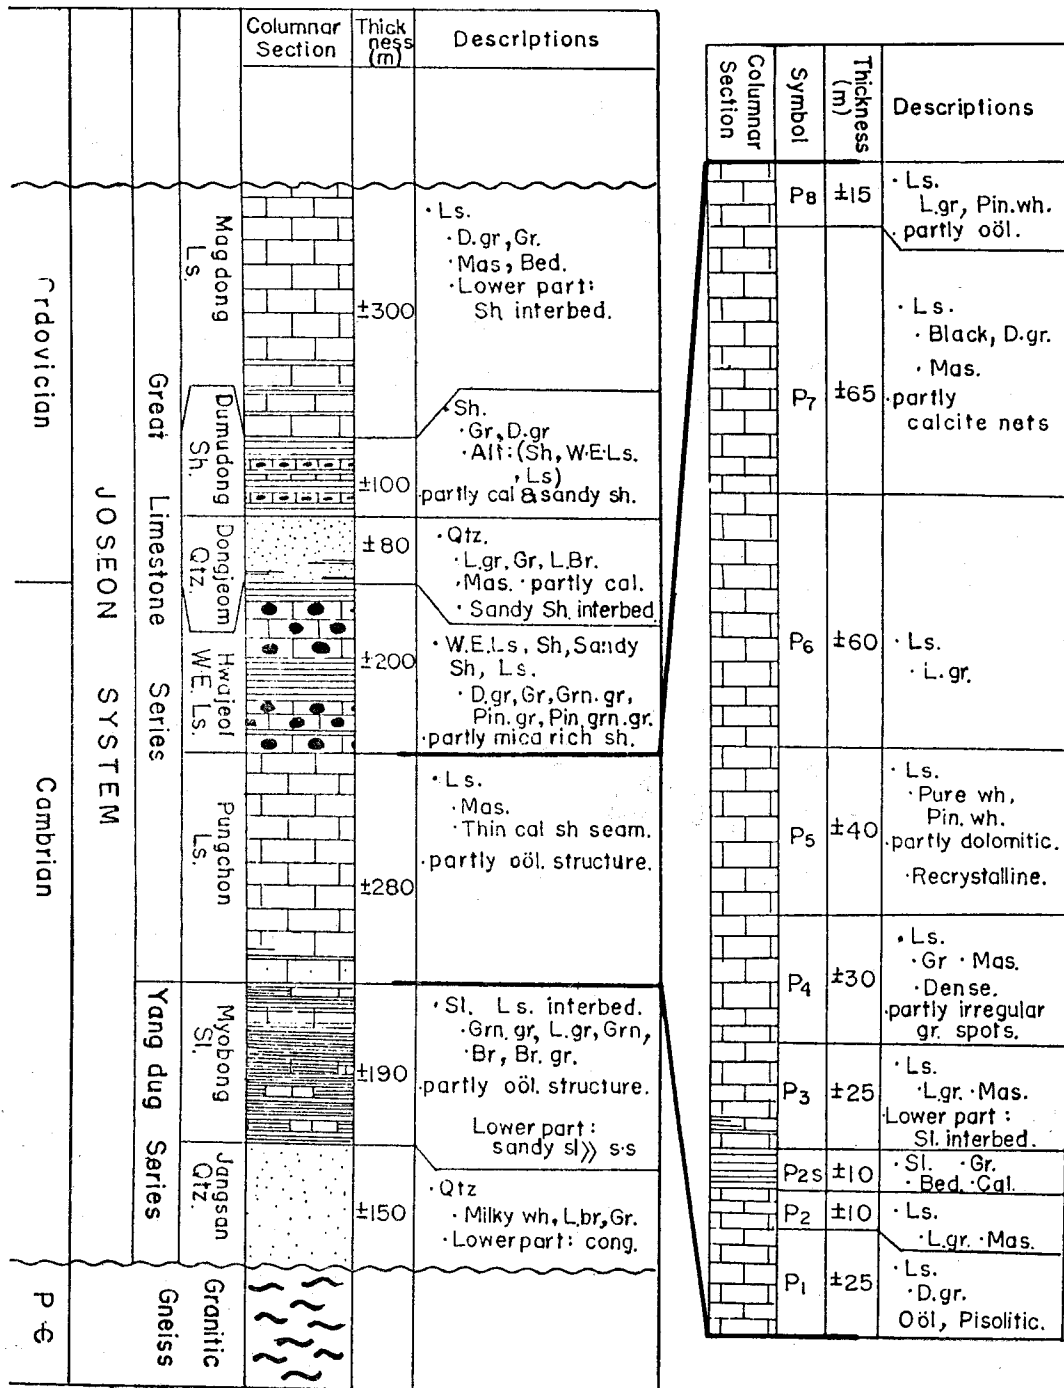 Columnar
Section
Thick
ness
(m)
Descriptions
Ordovician
Cambrian
P-Є
JOSEON SYSTEM
Great Limestone Series
Yang dug Series
Gneiss
Magdong
Ls.
±300
· Ls.
· D.gr, Gr.
· Mas, Bed.
· Lower part:
Sh interbed.
Dumudong
Sh.
±100
· Sh.
· Gr, D.gr
· Alt:(Sh, W.E.Ls.
, Ls)
partly cal & sandy sh.
Dongjeom
Qtz.
±80
· Qtz.
· L.gr, Gr, L.Br.
· Mas. · partly cal.
· Sandy Sh. interbed.
Hwajeol
W.E. Ls.
±200
· W.E.Ls, Sh, Sandy
Sh, Ls.
· D.gr, Gr, Grn.gr,
Pin.gr, Pin.grn.gr.
· partly mica rich sh.
Pungchon
Ls.
±280
· Ls.
· Mas.
· Thin cal sh seam.
· partly oöl. structure.
Myobong
Sl.
±190
· Sl. Ls. interbed.
· Grn.gr, L.gr, Grn,
· Br, Br.gr.
· partly oöl. structure.
Lower part:
sandy sl》 s·s
Jangsan
Qtz.
±150
· Qtz
· Milky wh, L.br, Gr.
· Lower part: cong.
Granitic
Columnar
Section
Symbol
Thickness
(m)
Descriptions
P8
±15
· Ls.
L.gr, Pin.wh.
· partly oöl.
P7
±65
· Ls.
· Black, D.gr.
· Mas.
· partly
calcite nets
P6
±60
· Ls.
· L.gr.
P5
±40
· Ls.
· Pure wh,
Pin. wh.
· partly dolomitic.
· Recrystalline.
P4
±30
· Ls.
· Gr · Mas.
· Dense.
· partly irregular
gr. spots.
P3
±25
· Ls.
· L.gr. · Mas.
Lower part:
Sl. interbed.
P2s
±10
· Sl. · Gr.
· Bed. · Cal.
P2
±10
· Ls.
· L.gr. · Mas.
P1
±25
· Ls.
· D.gr.
Oöl, Pisolitic.